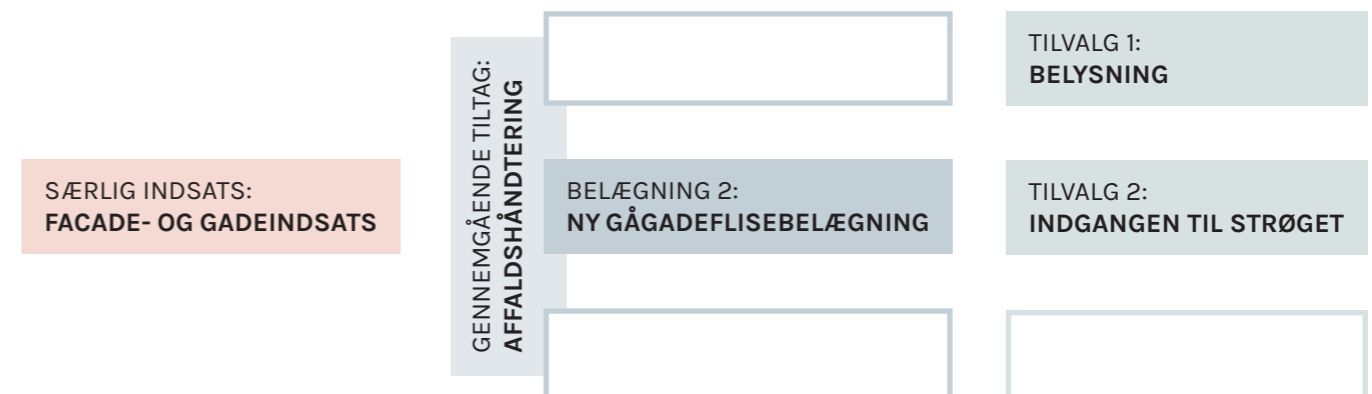 SÆRLIG INDSATS:
FACADE- OG GADEINDSATS
GENNEMGÅENDE TILTAG:
AFFALDSHÅNDTERING
BELÆGNING 2:
NY GÅGADEFLISEBELÆGNING
TILVALG 1:
BELYSNING
TILVALG 2:
INDGANGEN TIL STRØGET